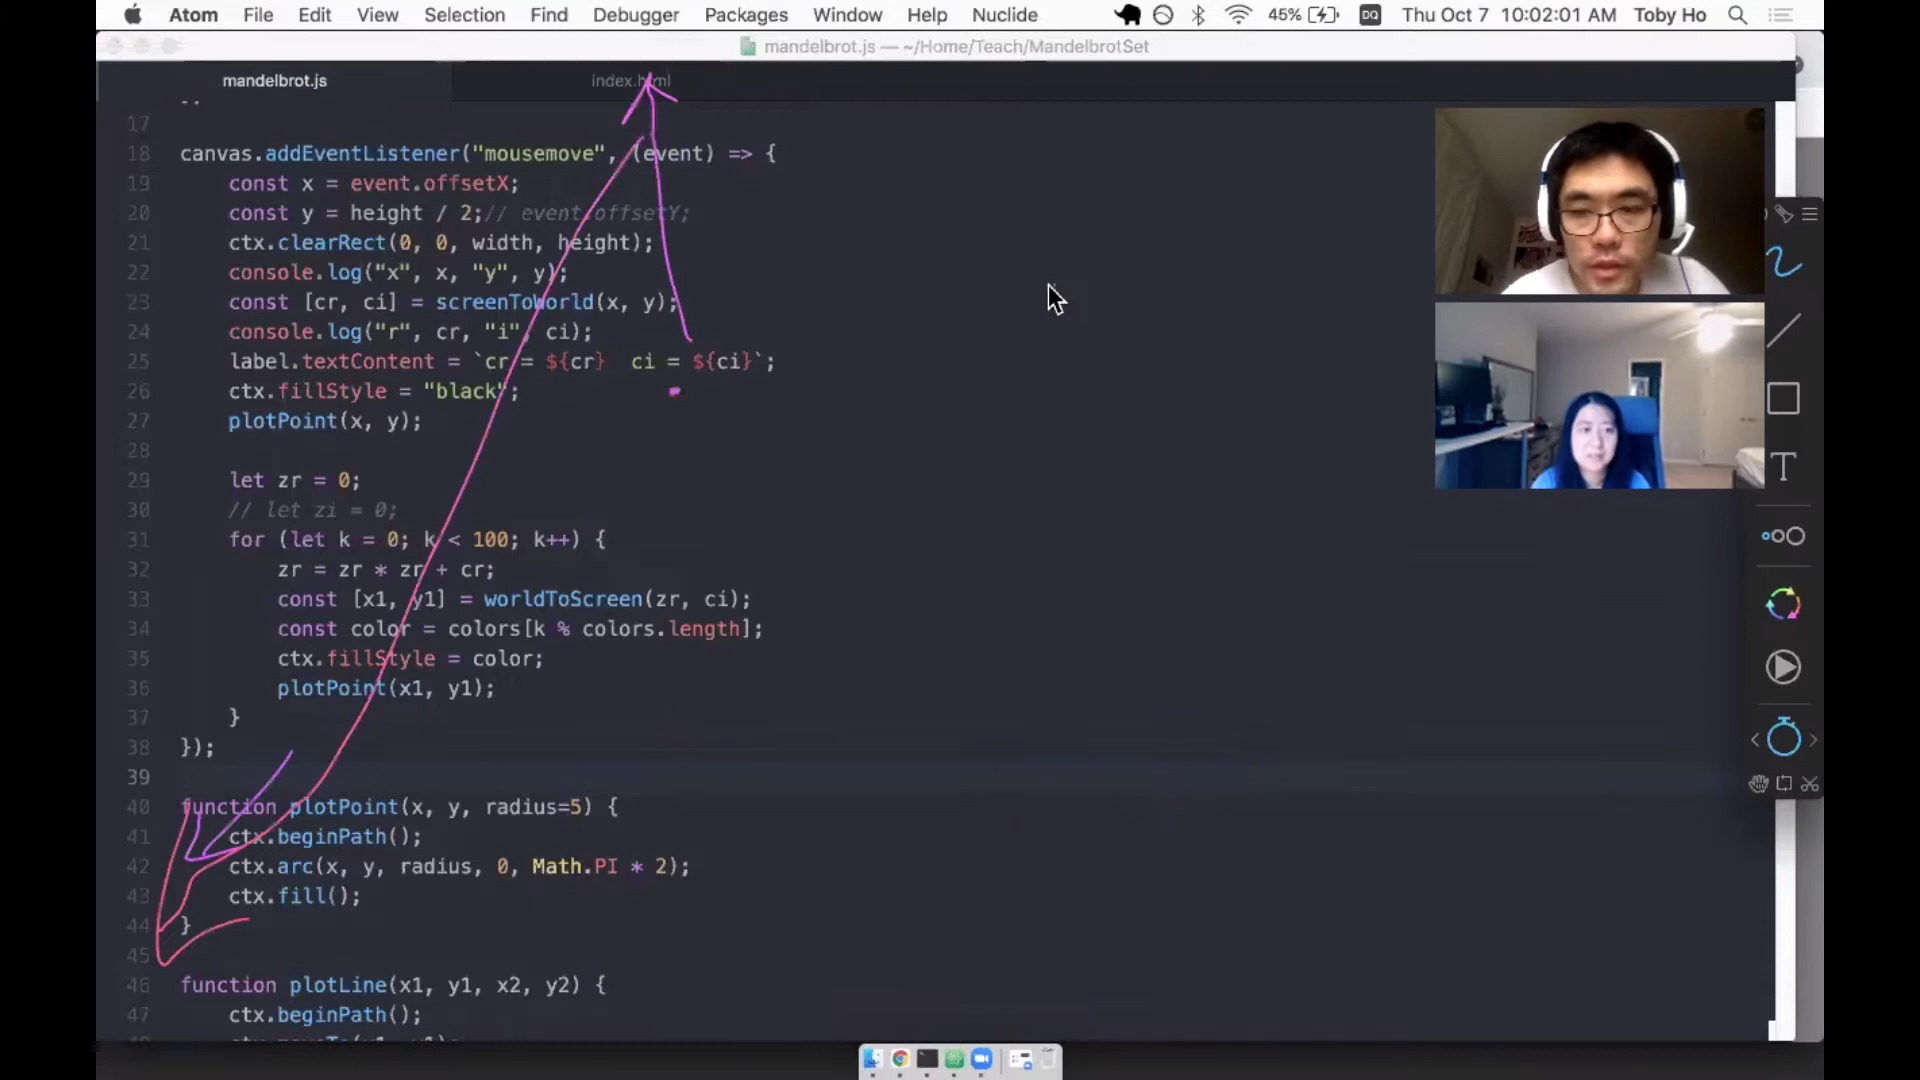 Atom File Edit View Selection Find Debugger Packages Window Help Nuclide 45% DQ Thu Oct 7 10:02:01 AM Toby Ho
mandelbrot.js — ~/Home/Teach/MandelbrotSet
mandelbrot.js index.html
17
18 canvas.addEventListener("mousemove", (event) => {
19 const x = event.offsetX;
20 const y = height / 2;// event.offsetY;
21 ctx.clearRect(0, 0, width, height);
22 console.log("x", x, "y", y);
23 const [cr, ci] = screenToWorld(x, y);
24 console.log("r", cr, "i", ci);
25 label.textContent = `cr = ${cr}  ci = ${ci}`;
26 ctx.fillStyle = "black";
27 plotPoint(x, y);
28
29 let zr = 0;
30 // let zi = 0;
31 for (let k = 0; k < 100; k++) {
32 zr = zr * zr + cr;
33 const [x1, y1] = worldToScreen(zr, ci);
34 const color = colors[k % colors.length];
35 ctx.fillStyle = color;
36 plotPoint(x1, y1);
37 }
38 });
39
40 function plotPoint(x, y, radius=5) {
41 ctx.beginPath();
42 ctx.arc(x, y, radius, 0, Math.PI * 2);
43 ctx.fill();
44 }
45
46 function plotLine(x1, y1, x2, y2) {
47 ctx.beginPath();
T